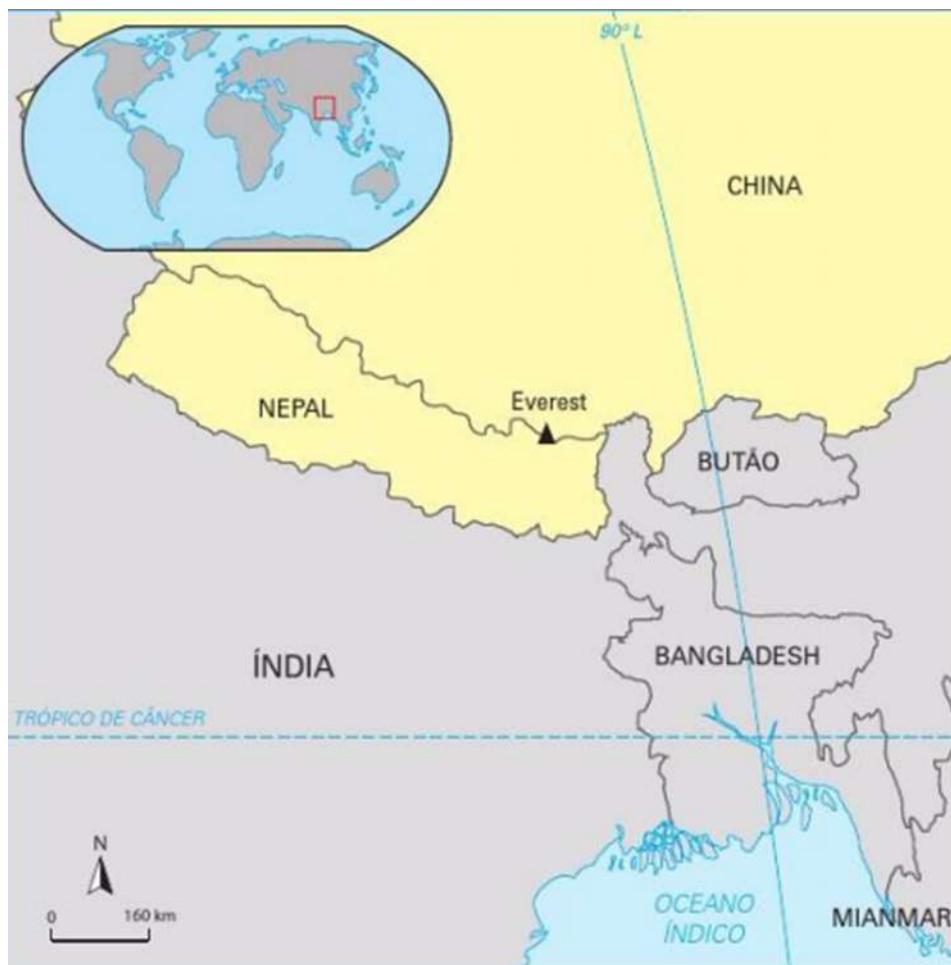 90° L
CHINA
Everest
NEPAL
BUTÃO
ÍNDIA
BANGLADESH
TRÓPICO DE CÂNCER
N
0 160 km
OCEANO
ÍNDICO
MIANMAR